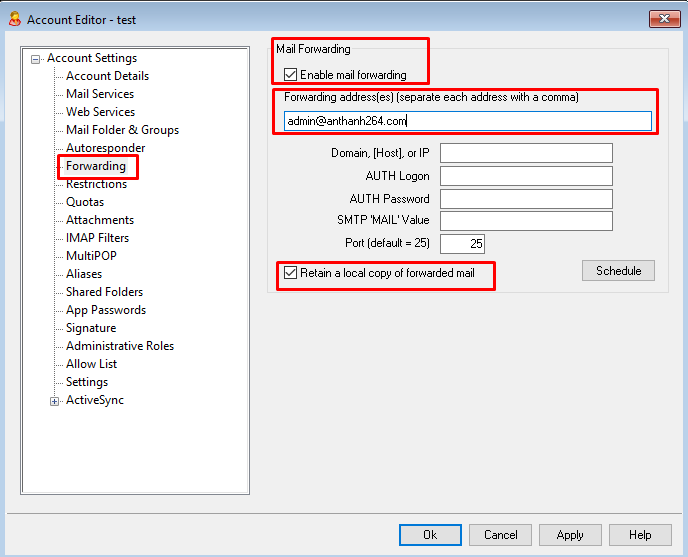 Account Editor - test
Account Settings
Account Details
Mail Services
Web Services
Mail Folder & Groups
Autoresponder
Forwarding
Restrictions
Quotas
Attachments
IMAP Filters
MultiPOP
Aliases
Shared Folders
App Passwords
Signature
Administrative Roles
Allow List
Settings
ActiveSync
Mail Forwarding
Enable mail forwarding
Forwarding address(es) (separate each address with a comma)
admin@anthanh264.com
Domain, [Host], or IP
AUTH Logon
AUTH Password
SMTP 'MAIL' Value
Port (default = 25) 25
Retain a local copy of forwarded mail
Schedule
Ok Cancel Apply Help